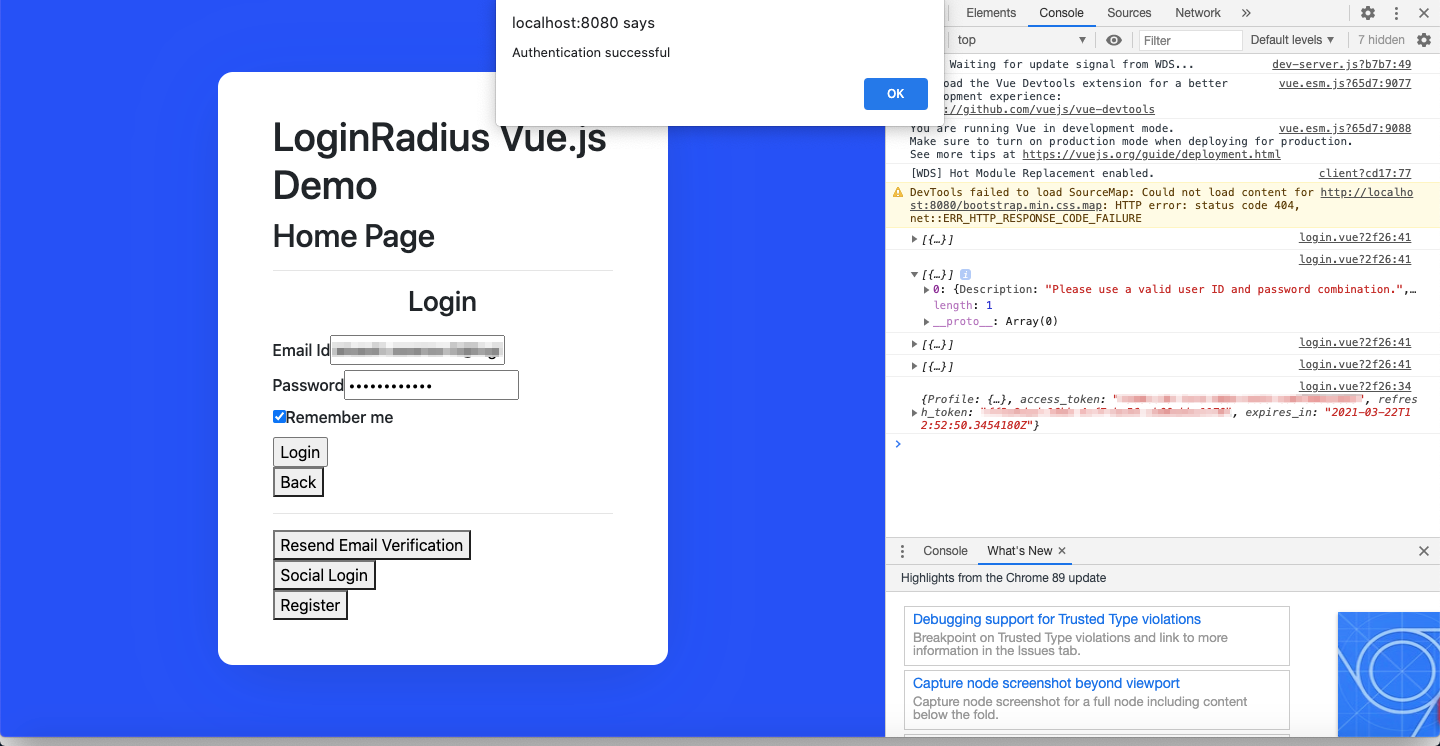 localhost:8080 says
Authentication successful
OK
LoginRadius Vue.js
Demo
Home Page
Login
Email Id
Password
Remember me
Login
Back
Resend Email Verification
Social Login
Register
Elements Console Sources Network »
top Filter Default levels 7 hidden
Waiting for update signal from WDS... dev-server.js?b7b7:49
oad the Vue Devtools extension for a better vue.esm.js?65d7:9077
opment experience:
://github.com/vuejs/vue-devtools
You are running Vue in development mode. vue.esm.js?65d7:9088
Make sure to turn on production mode when deploying for production.
See more tips at https://vuejs.org/guide/deployment.html
[WDS] Hot Module Replacement enabled. client?cd17:77
DevTools failed to load SourceMap: Could not load content for http://localho
st:8080/bootstrap.min.css.map: HTTP error: status code 404,
net::ERR_HTTP_RESPONSE_CODE_FAILURE
[{…}] login.vue?2f26:41
login.vue?2f26:41
[{…}] i
0: {Description: "Please use a valid user ID and password combination.",…
length: 1
__proto__: Array(0)
[{…}] login.vue?2f26:41
[{…}] login.vue?2f26:41
login.vue?2f26:34
{Profile: {…}, access_token: "", refres
h_token: "", expires_in: "2021-03-22T1
2:52:50.3454180Z"}
Console What's New
Highlights from the Chrome 89 update
Debugging support for Trusted Type violations
Breakpoint on Trusted Type violations and link to more
information in the Issues tab.
Capture node screenshot beyond viewport
Capture node screenshot for a full node including content
below the fold.